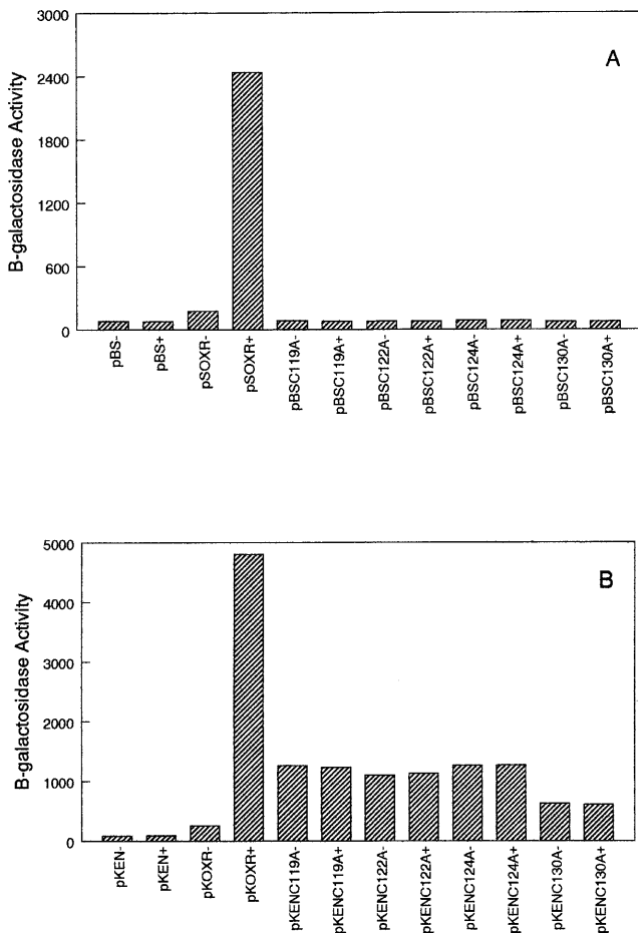 3000
A
2400
1800
1200
600
0
B-galactosidase Activity
pBS-
pBS+
pSOXR-
pSOXR+
pBSC119A-
pBSC119A+
pBSC122A-
pBSC122A+
pBSC124A-
pBSC124A+
pBSC130A-
pBSC130A+
5000
B
4000
3000
2000
1000
0
B-galactosidase Activity
pKEN-
pKEN+
pKOXR-
pKOXR+
pKENC119A-
pKENC119A+
pKENC122A-
pKENC122A+
pKENC124A-
pKENC124A+
pKENC130A-
pKENC130A+